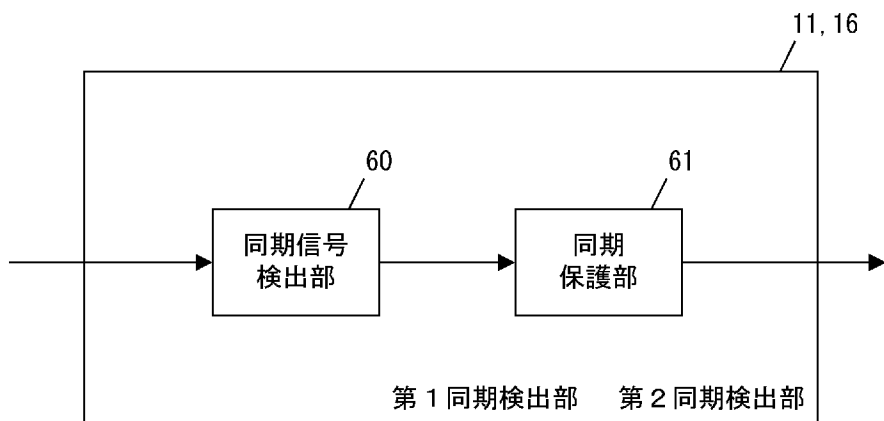 11, 16
60
61
同期信号
検出部
同期
保護部
第１同期検出部 第２同期検出部